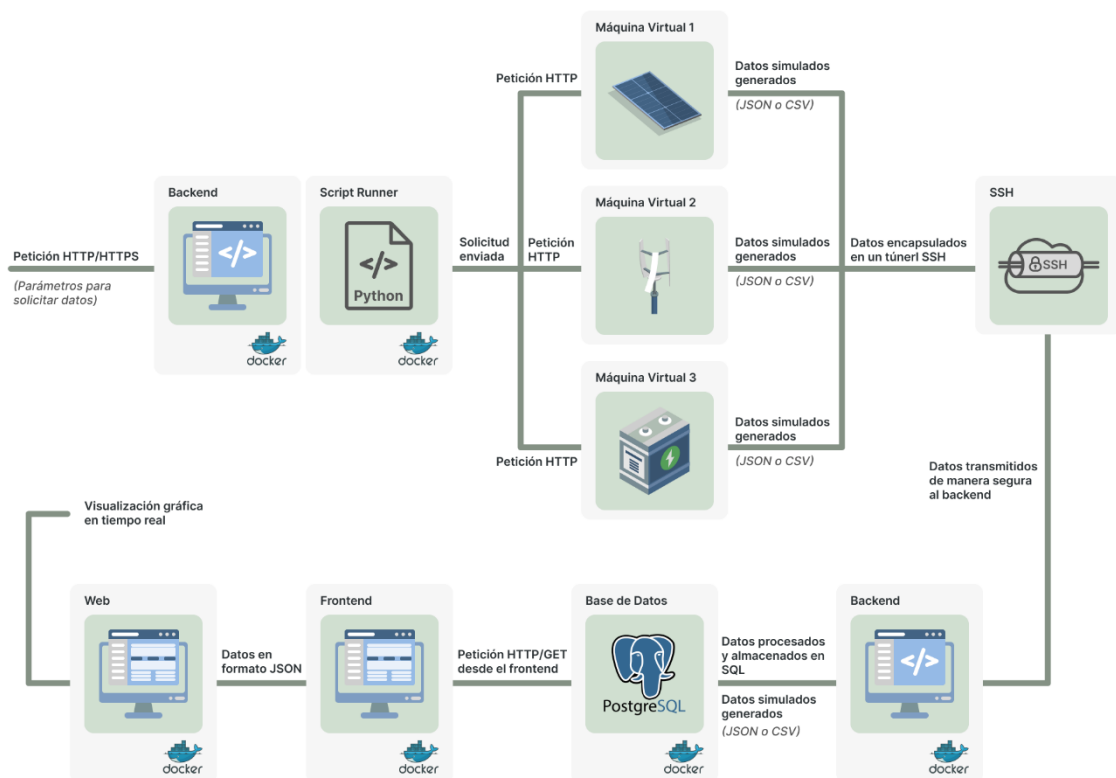 Máquina Virtual 1
Petición HTTP
Datos simulados
generados
(JSON o CSV)
Backend
Script Runner
Máquina Virtual 2
SSH
Petición HTTP/HTTPS
(Parámetros para
solicitar datos)
</>
</>
Python
Solicitud
enviada
Petición
HTTP
Datos simulados
generados
(JSON o CSV)
Datos encapsulados
en un túnerl SSH
SSH
docker
docker
Máquina Virtual 3
Petición HTTP
Datos simulados
generados
(JSON o CSV)
Datos transmitidos
de manera segura
al backend
Visualización gráfica
en tiempo real
Web
Frontend
Base de Datos
Backend
Datos en
formato JSON
Petición HTTP/GET
desde el frontend
PostgreSQL
Datos procesados
y almacenados en
SQL
Datos simulados
generados
(JSON o CSV)
</>
docker
docker
docker
docker